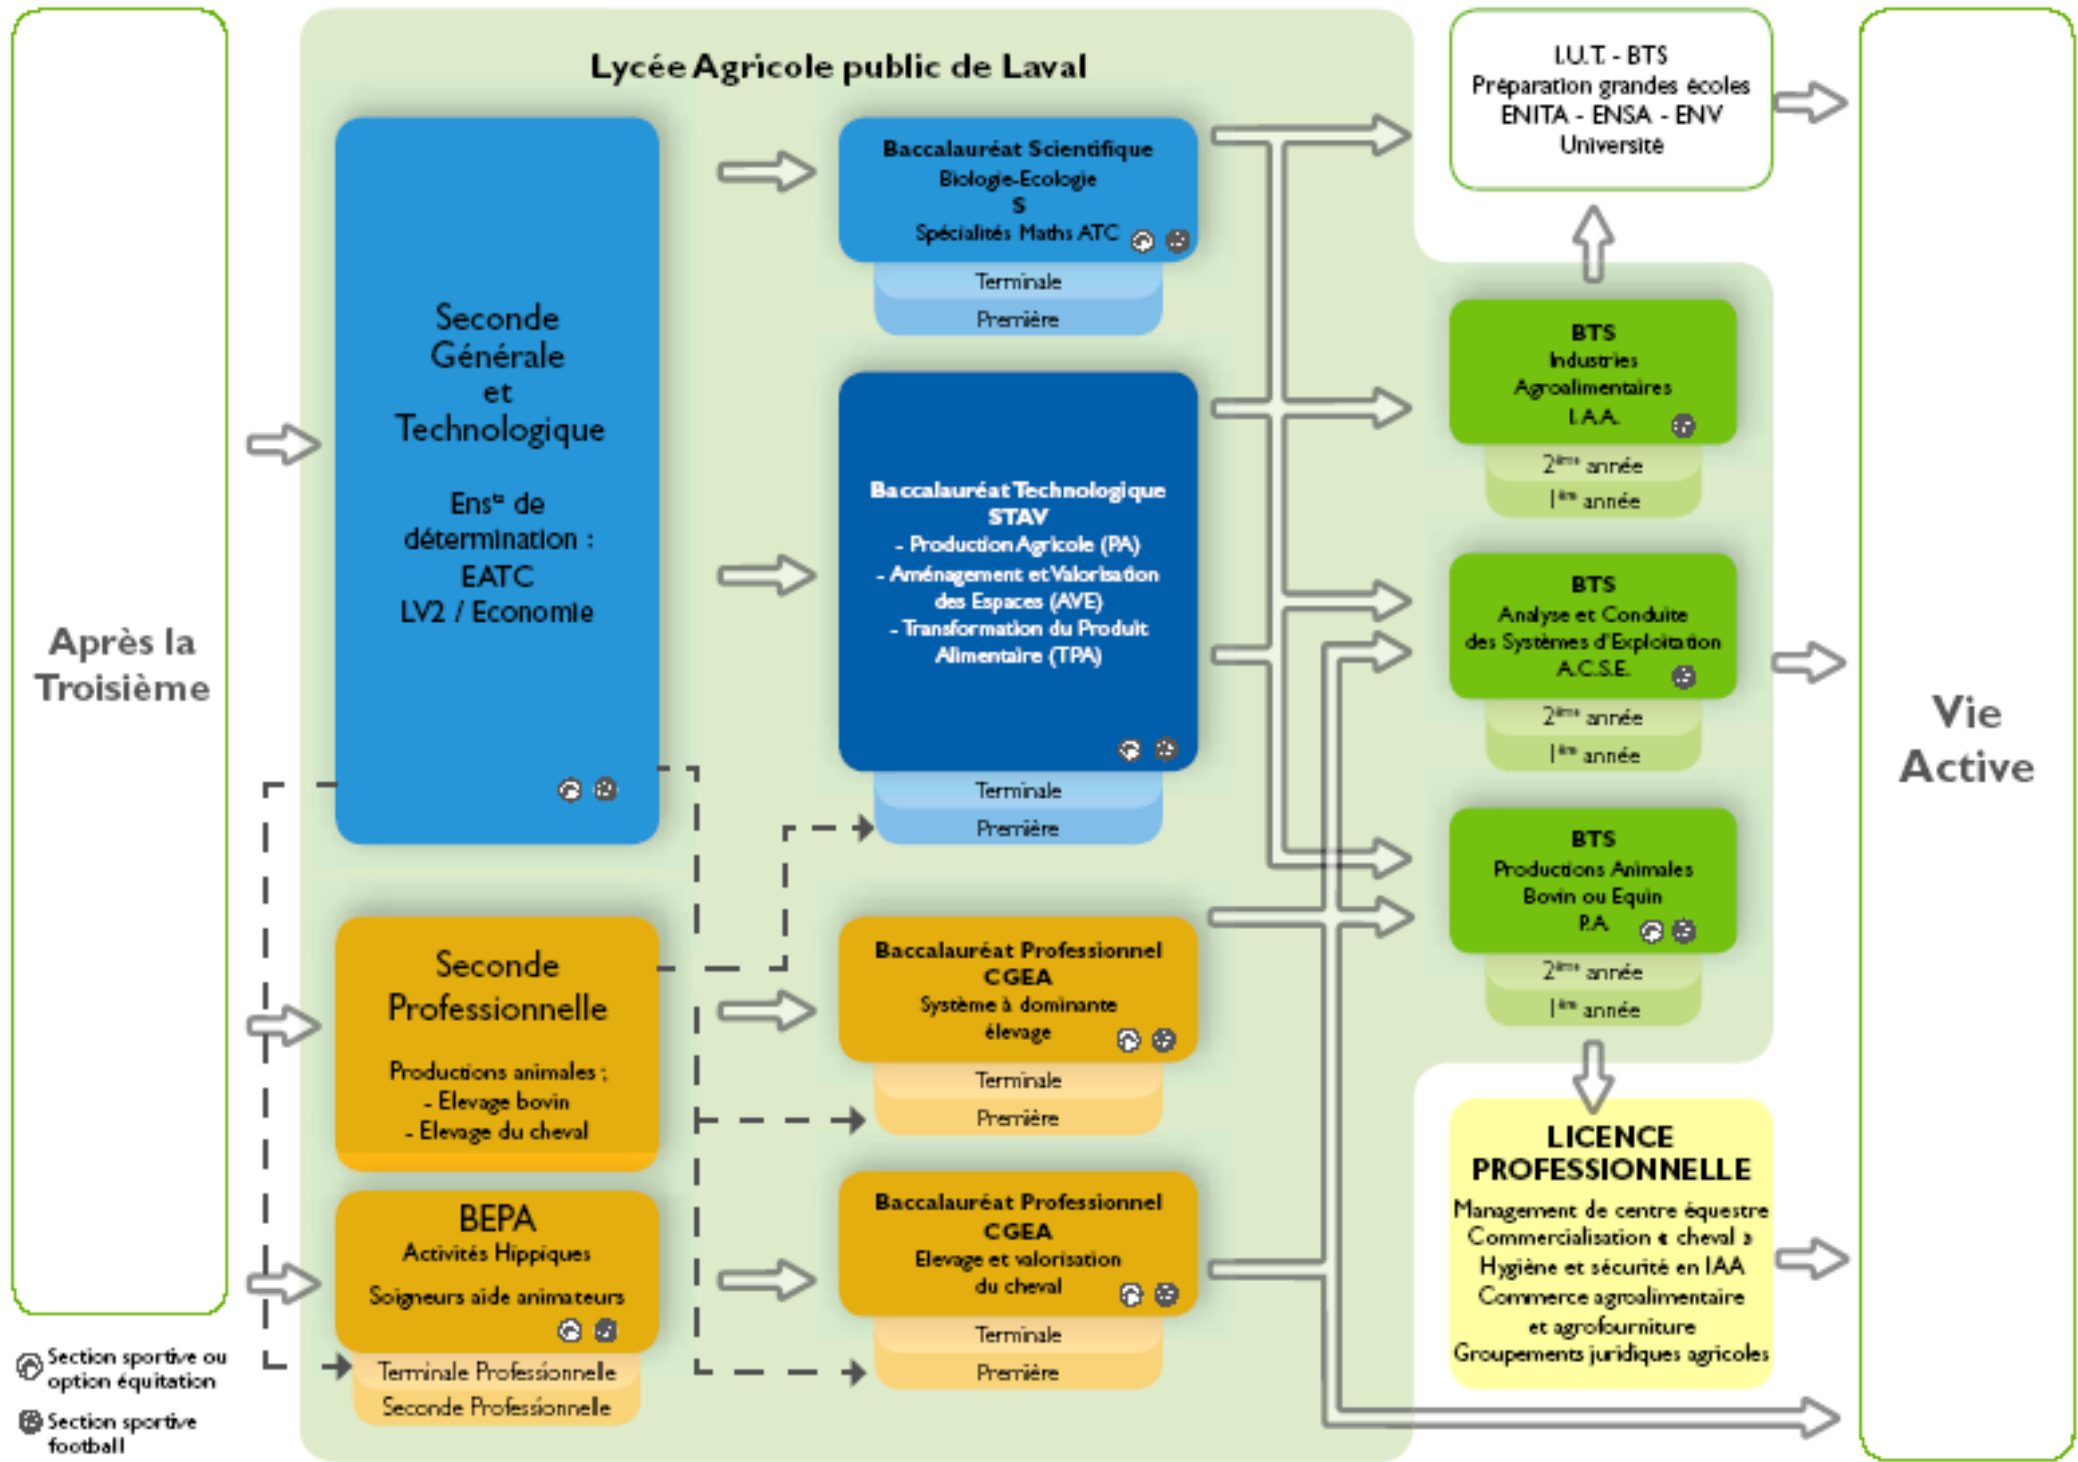 Lycée Agricole public de Laval
Après la
Troisième
Section sportive ou
option équitation
Section sportive
football
Seconde
Générale
et
Technologique
Ens^ts de
détermination :
EATC
LV2 / Economie
Seconde
Professionnelle
Productions animales ;
- Elevage bovin
- Elevage du cheval
BEPA
Activités Hippiques
Soigneurs aide animateurs
Terminale Professionnelle
Seconde Professionnelle
Baccalauréat Scientifique
Biologie-Ecologie
S
Spécialités Maths ATC
Terminale
Première
Baccalauréat Technologique
STAV
- Production Agricole (PA)
- Aménagement et Valorisation
des Espaces (AVE)
- Transformation du Produit
Alimentaire (TPA)
Terminale
Première
Baccalauréat Professionnel
CGEA
Système à dominante
élevage
Terminale
Première
Baccalauréat Professionnel
CGEA
Elevage et valorisation
du cheval
Terminale
Première
I.U.T. - BTS
Préparation grandes écoles
ENITA - ENSA - ENV
Université
BTS
Industries
Agroalimentaires
I.A.A.
2ème année
1ère année
BTS
Analyse et Conduite
des Systèmes d'Exploitation
A.C.S.E.
2ème année
1ère année
BTS
Productions Animales
Bovin ou Equin
P.A.
2ème année
1ère année
LICENCE
PROFESSIONNELLE
Management de centre équestre
Commercialisation « cheval »
Hygiène et sécurité en IAA
Commerce agroalimentaire
et agrofourniture
Groupements juridiques agricoles
Vie
Active